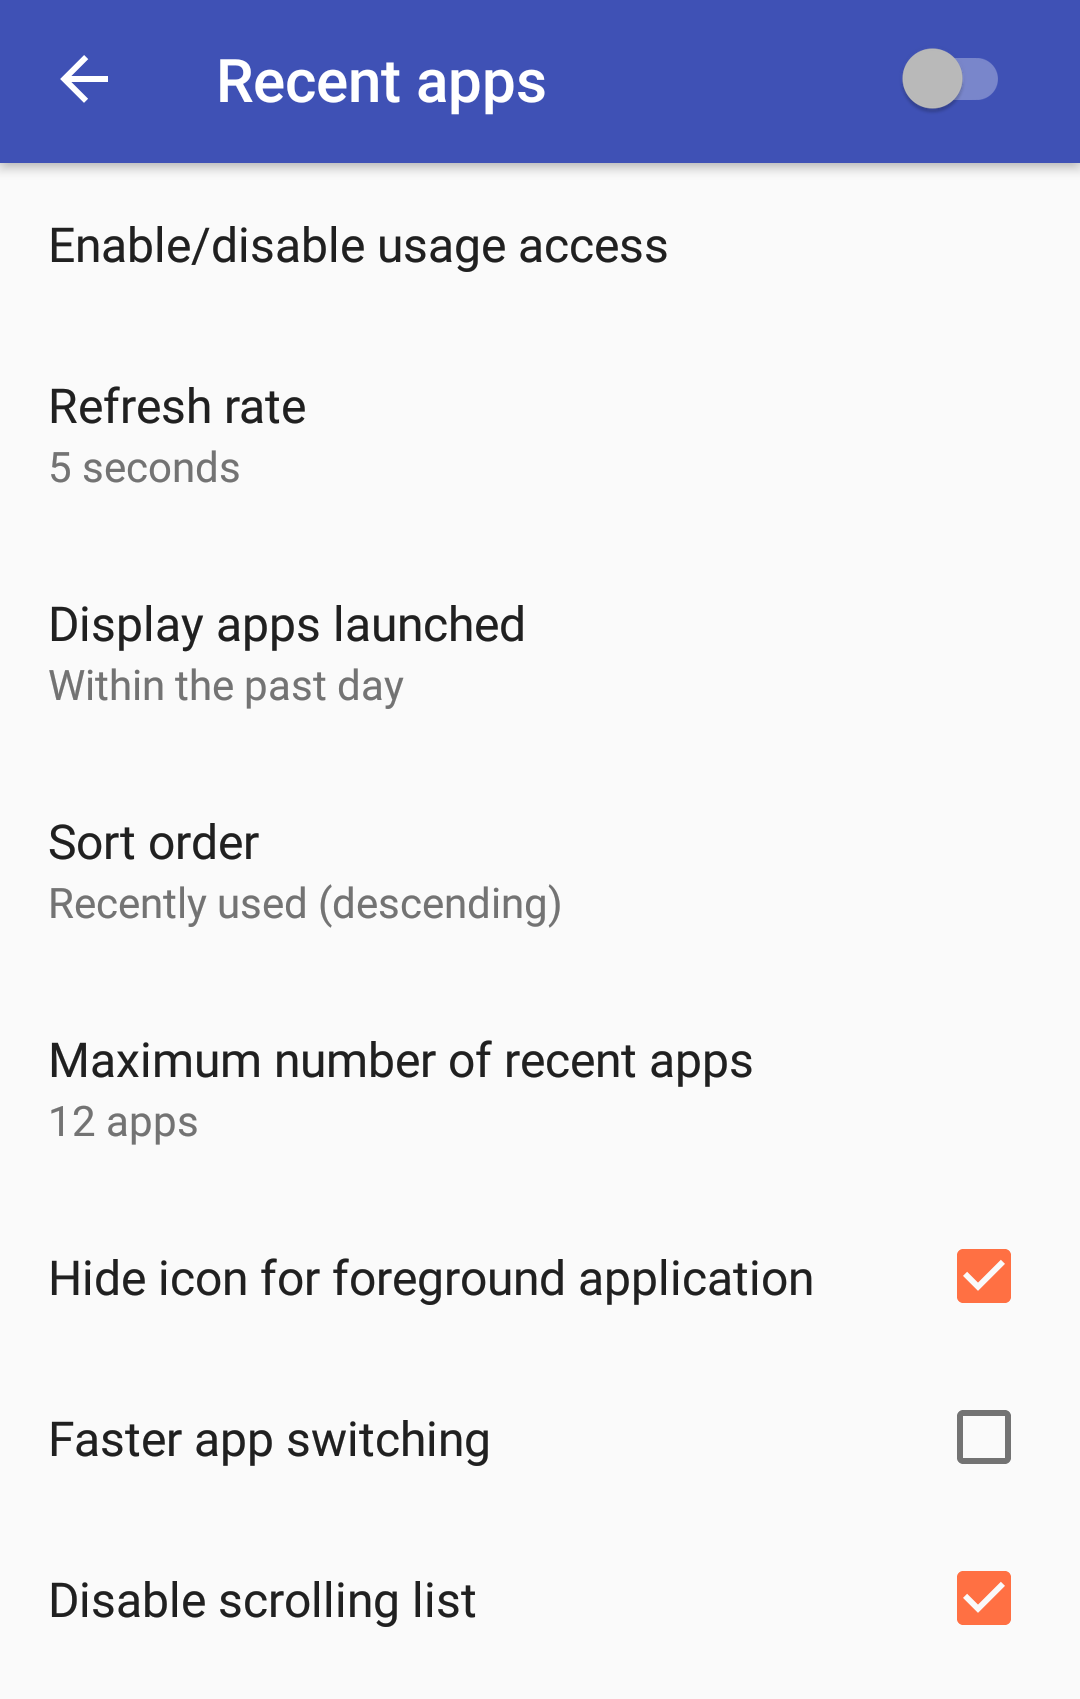 Recent apps
Enable/disable usage access
Refresh rate
5 seconds
Display apps launched
Within the past day
Sort order
Recently used (descending)
Maximum number of recent apps
12 apps
Hide icon for foreground application
Faster app switching
Disable scrolling list